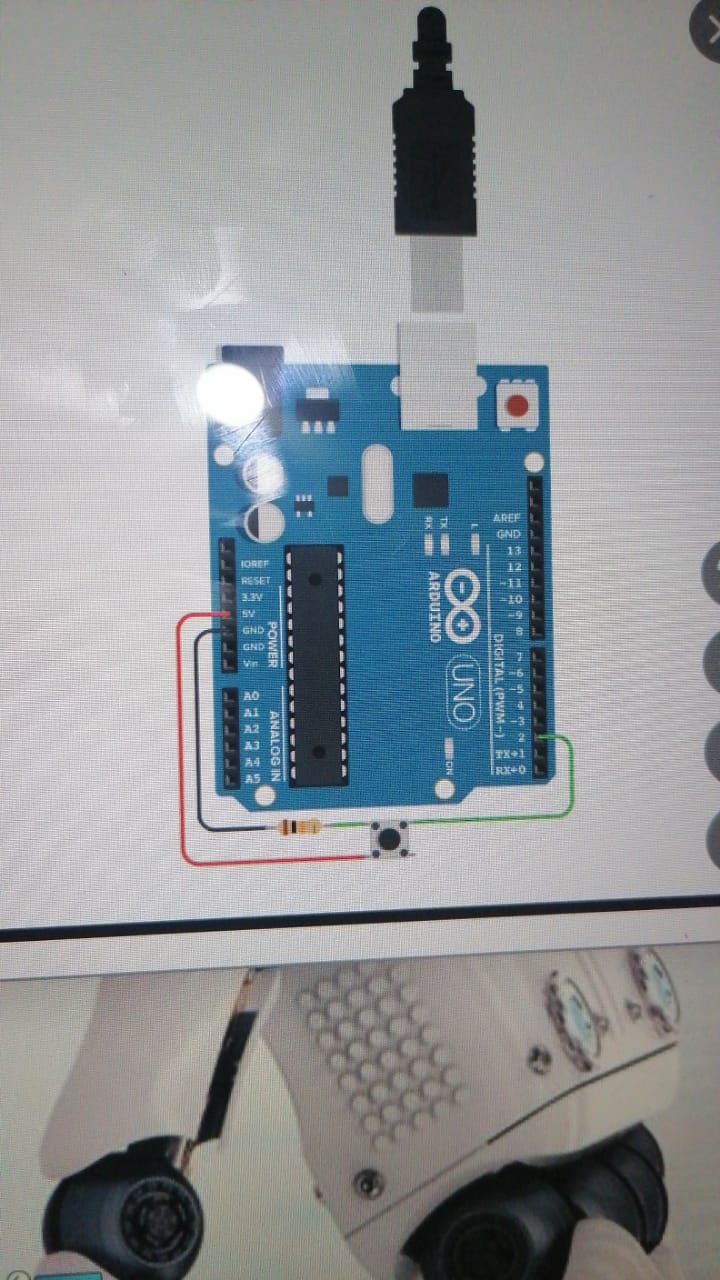 AREF
GND
13
12
~11
~10
~9
8
7
~6
~5
4
~3
2
TX→1
RX←0
DIGITAL (PWM~)
L
TX
RX
ARDUINO
UNO
ON
IOREF
RESET
3.3V
5V
GND
GND
Vin
POWER
A0
A1
A2
A3
A4
A5
ANALOG IN